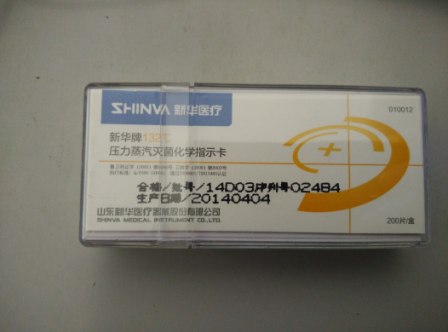 SHINVA 新华医疗
010012
新华牌132℃
压力蒸汽灭菌化学指示卡
合格/批号/14D03序列号02484
生产日期/20140404
山东新华医疗器械股份有限公司
SHINVA MEDICAL INSTRUMENT CO.,LTD.
200片/盒